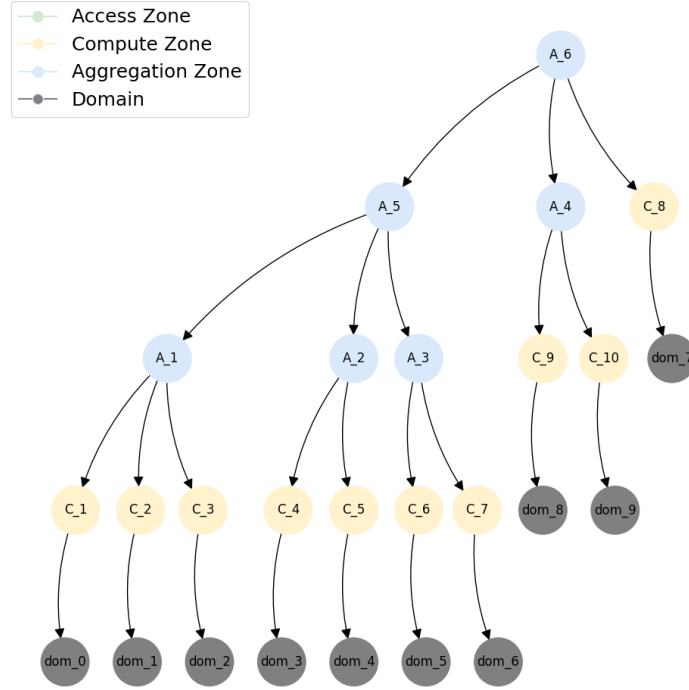 Access Zone
Compute Zone
Aggregation Zone
Domain
A_6
A_5
A_4
C_8
A_1
A_2
A_3
C_9
C_10
dom_7
C_1
C_2
C_3
C_4
C_5
C_6
C_7
dom_8
dom_9
dom_0
dom_1
dom_2
dom_3
dom_4
dom_5
dom_6